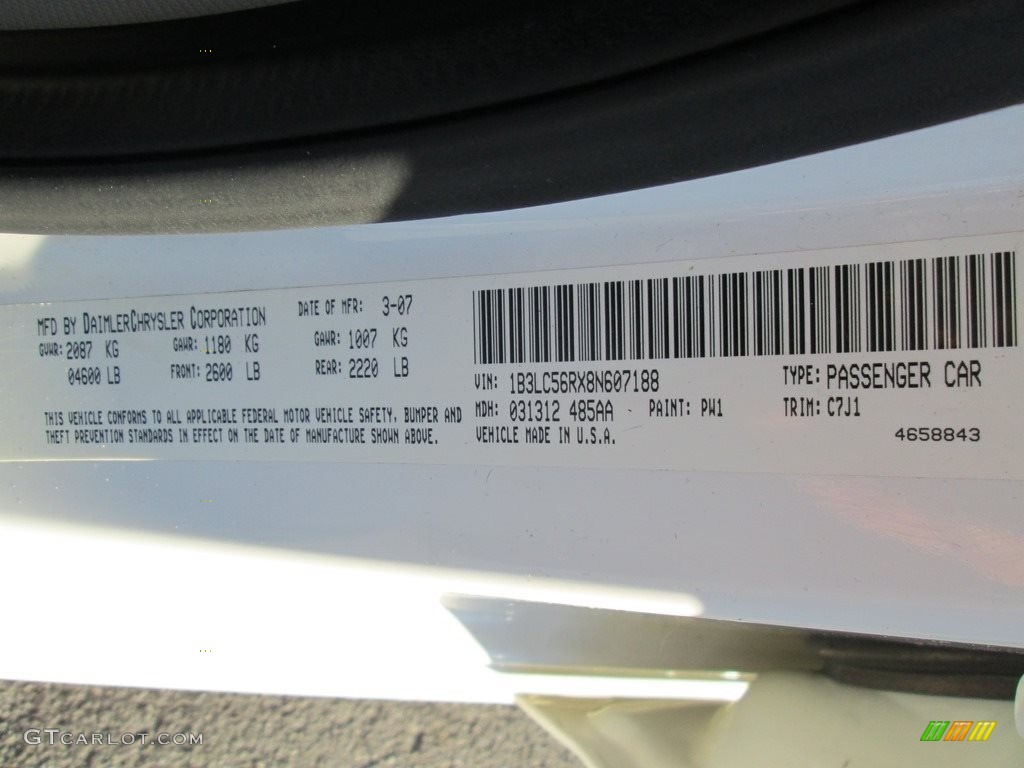 MFD BY DAIMLERCHRYSLER CORPORATION DATE OF MFR: 3-07
GVWR: 2087 KG GAWR: 1180 KG GAWR: 1007 KG
04600 LB FRONT: 2600 LB REAR: 2220 LB
THIS VEHICLE CONFORMS TO ALL APPLICABLE FEDERAL MOTOR VEHICLE SAFETY, BUMPER AND
THEFT PREVENTION STANDARDS IN EFFECT ON THE DATE OF MANUFACTURE SHOWN ABOVE.
VIN: 1B3LC56RX8N607188 TYPE: PASSENGER CAR
MDH: 031312 485AA PAINT: PW1 TRIM: C7J1
VEHICLE MADE IN U.S.A. 4658843
GTCARLOT.COM